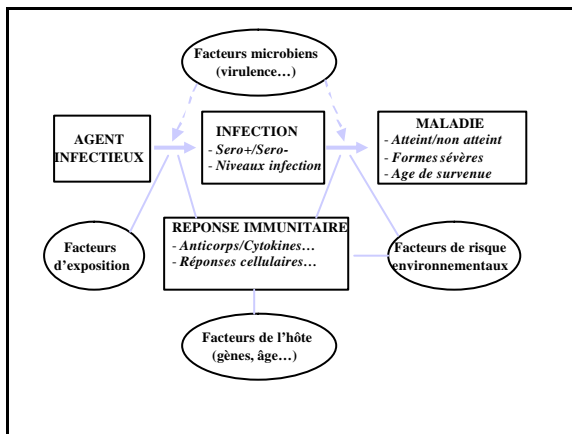 Facteurs microbiens
(virulence…)
AGENT
INFECTIEUX
INFECTION
- Sero+/Sero-
- Niveaux infection
MALADIE
- Atteint/non atteint
- Formes sévères
- Age de survenue
Facteurs
d’exposition
REPONSE IMMUNITAIRE
- Anticorps/Cytokines…
- Réponses cellulaires…
Facteurs de risque
environnementaux
Facteurs de l’hôte
(gènes, âge…)